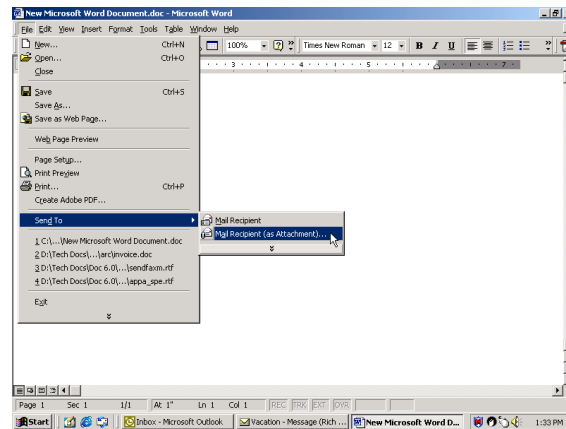 New Microsoft Word Document.doc - Microsoft Word
File Edit View Insert Format Tools Table Window Help
100% Times New Roman 12 B I U
New... Ctrl+N
Open... Ctrl+O
Close
Save Ctrl+S
Save As...
Save as Web Page...
Web Page Preview
Page Setup...
Print Preview
Print... Ctrl+P
Create Adobe PDF...
Send To
Mail Recipient
Mail Recipient (as Attachment)...
1 C:\...\New Microsoft Word Document.doc
2 D:\Tech Docs\...\arc\invoice.doc
3 D:\Tech Docs\Doc 6.0\...\sendfaxm.rtf
4 D:\Tech Docs\Doc 6.0\...\appa_spe.rtf
Exit
3 4 5 7
Page 1 Sec 1 1/1 At 1" Ln 1 Col 1 REC TRK EXT OVR
Start Inbox - Microsoft Outlook Vacation - Message (Rich ... New Microsoft Word D... 1:33 PM